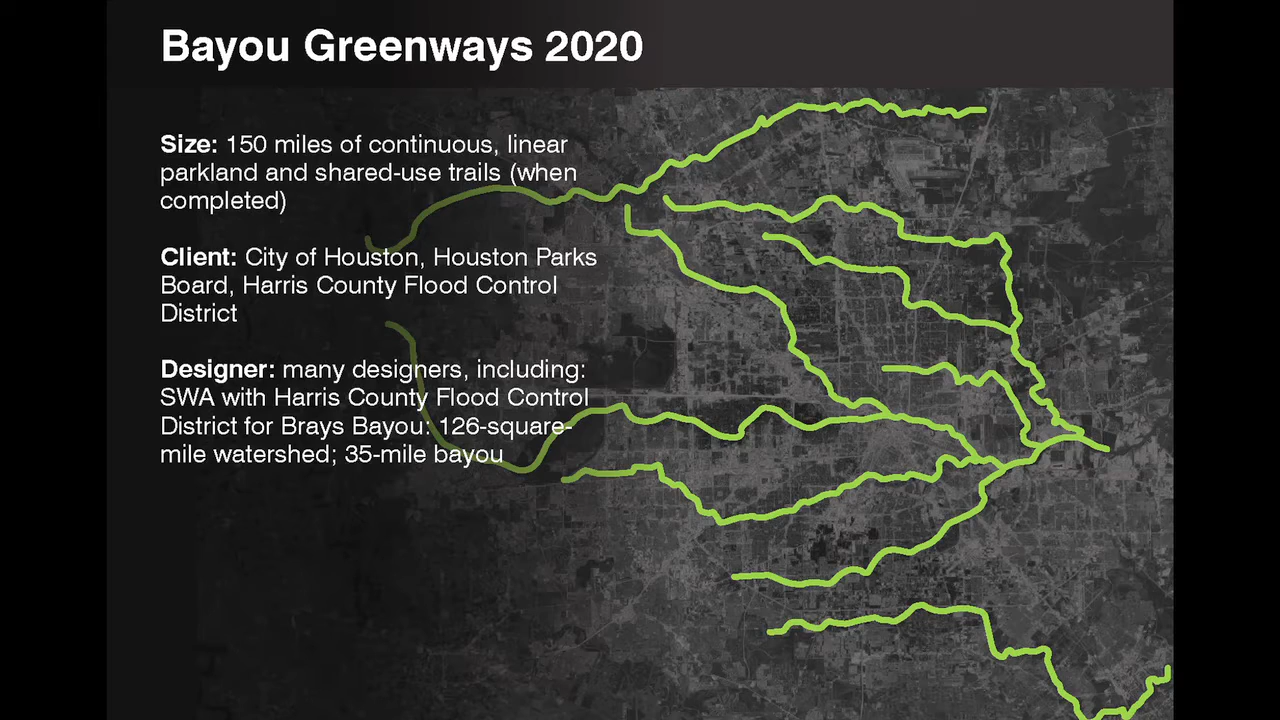 Bayou Greenways 2020
Size: 150 miles of continuous, linear
parkland and shared-use trails (when
completed)
Client: City of Houston, Houston Parks
Board, Harris County Flood Control
District
Designer: many designers, including:
SWA with Harris County Flood Control
District for Brays Bayou: 126-square-
mile watershed; 35-mile bayou